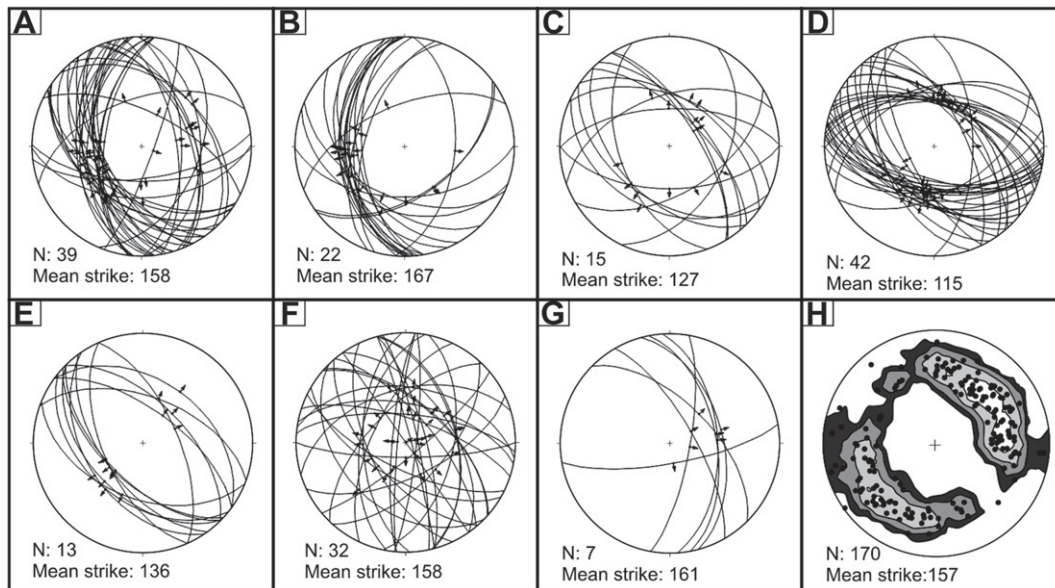 A
N: 39
Mean strike: 158
B
N: 22
Mean strike: 167
C
N: 15
Mean strike: 127
D
N: 42
Mean strike: 115
E
N: 13
Mean strike: 136
F
N: 32
Mean strike: 158
G
N: 7
Mean strike: 161
H
N: 170
Mean strike:157